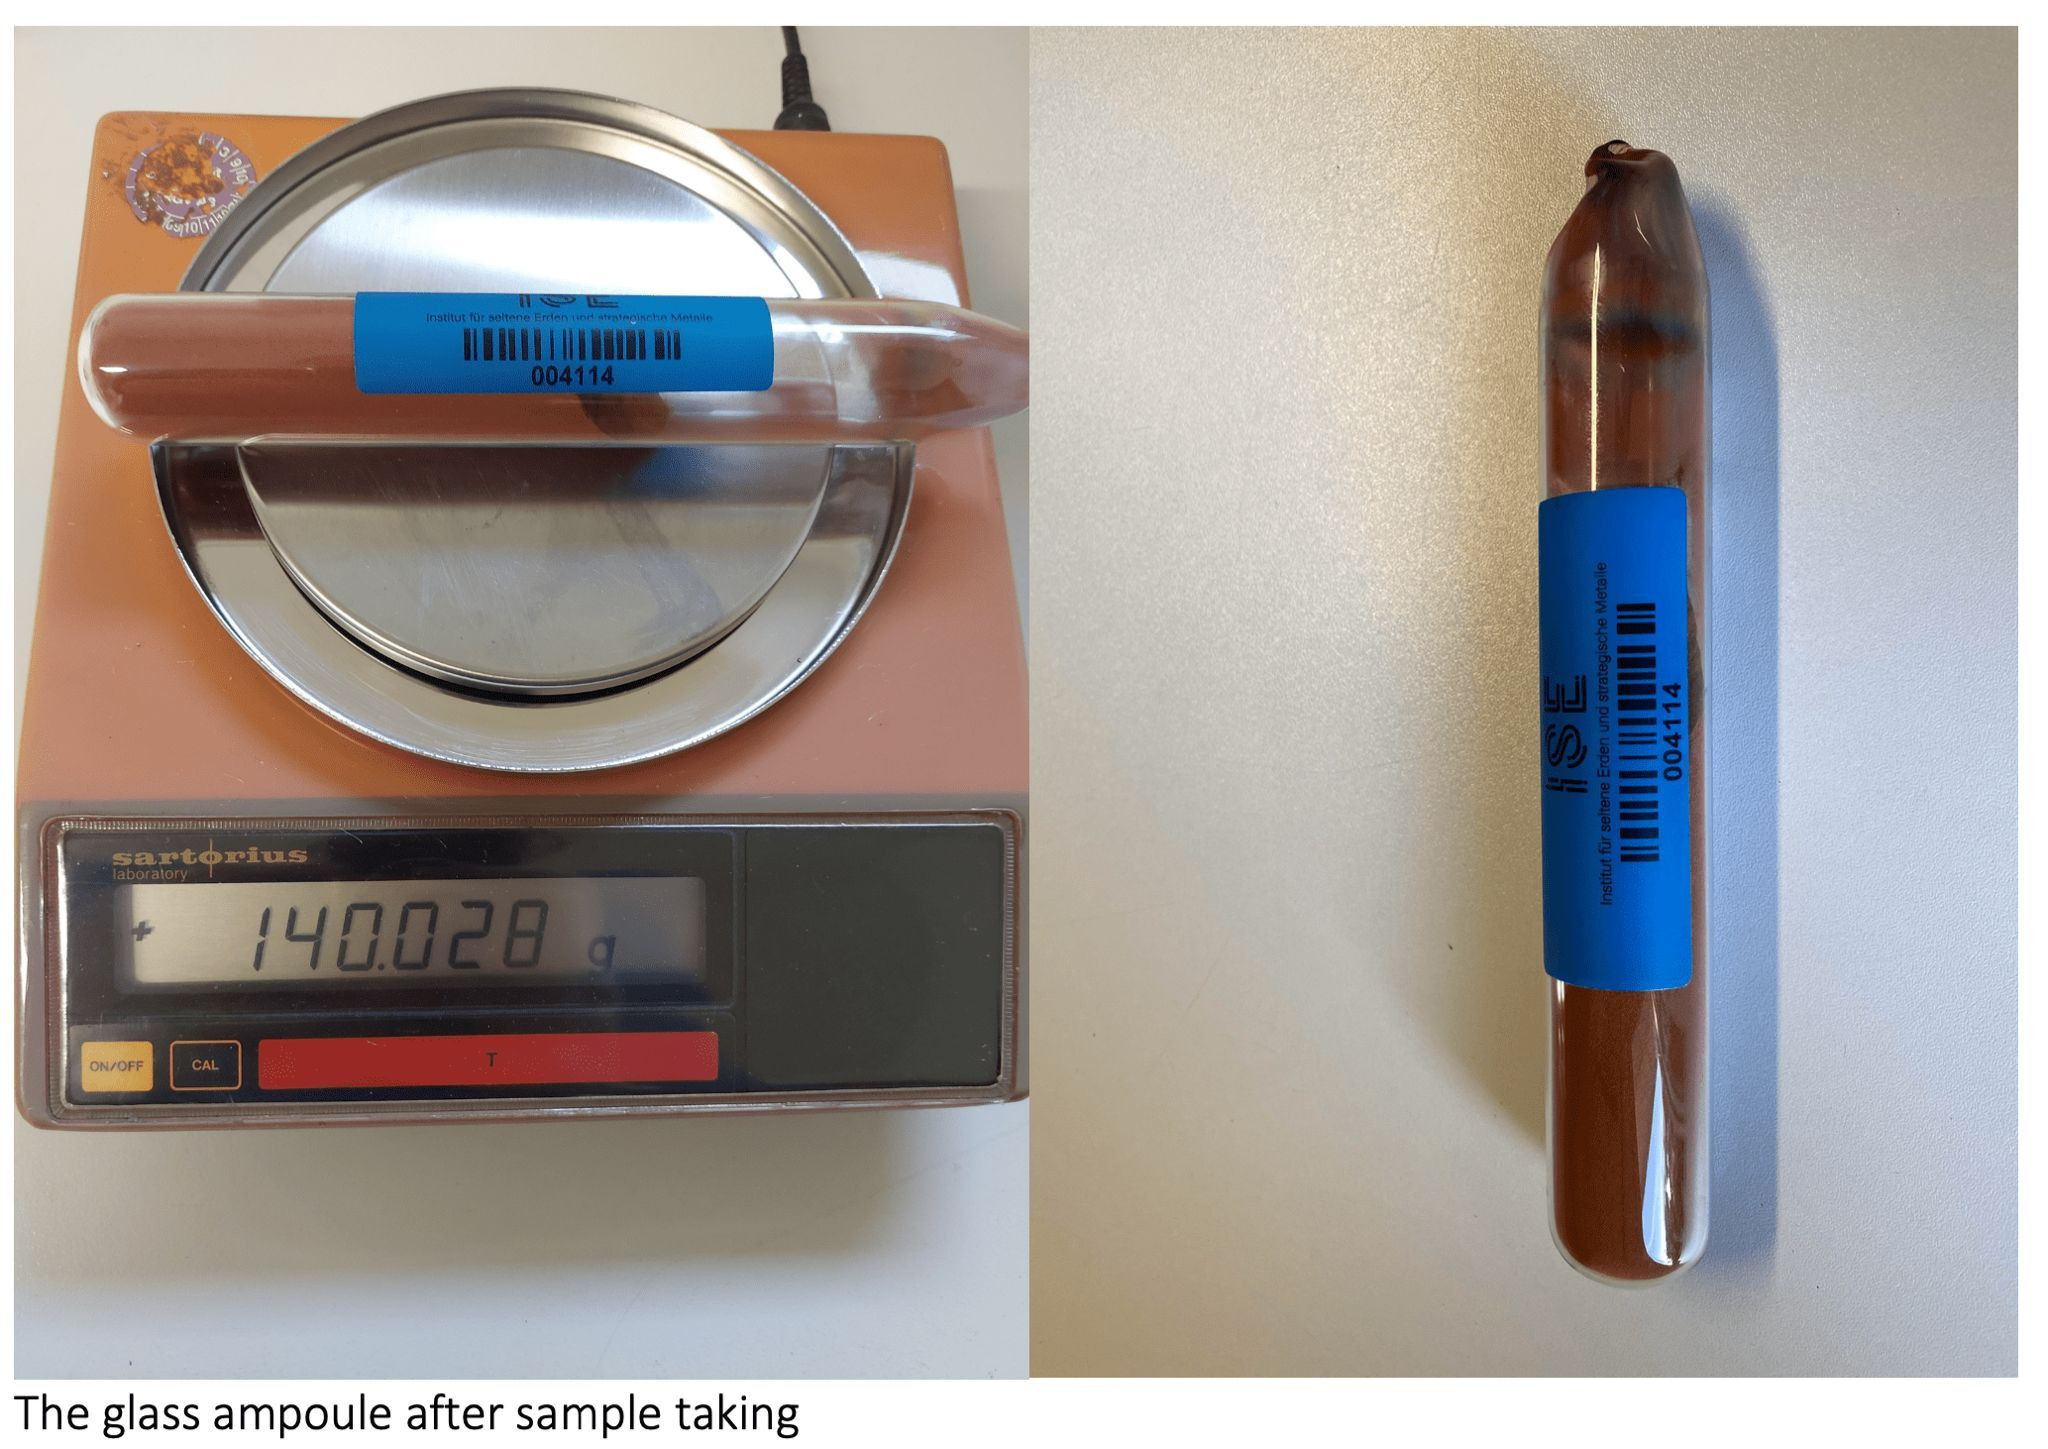 Institut für seltene Erden und strategische Metalle
004114
sartorius
laboratory
+ 140.028 g
ON/OFF
CAL
T
ISE
Institut für seltene Erden und strategische Metalle
004114
The glass ampoule after sample taking